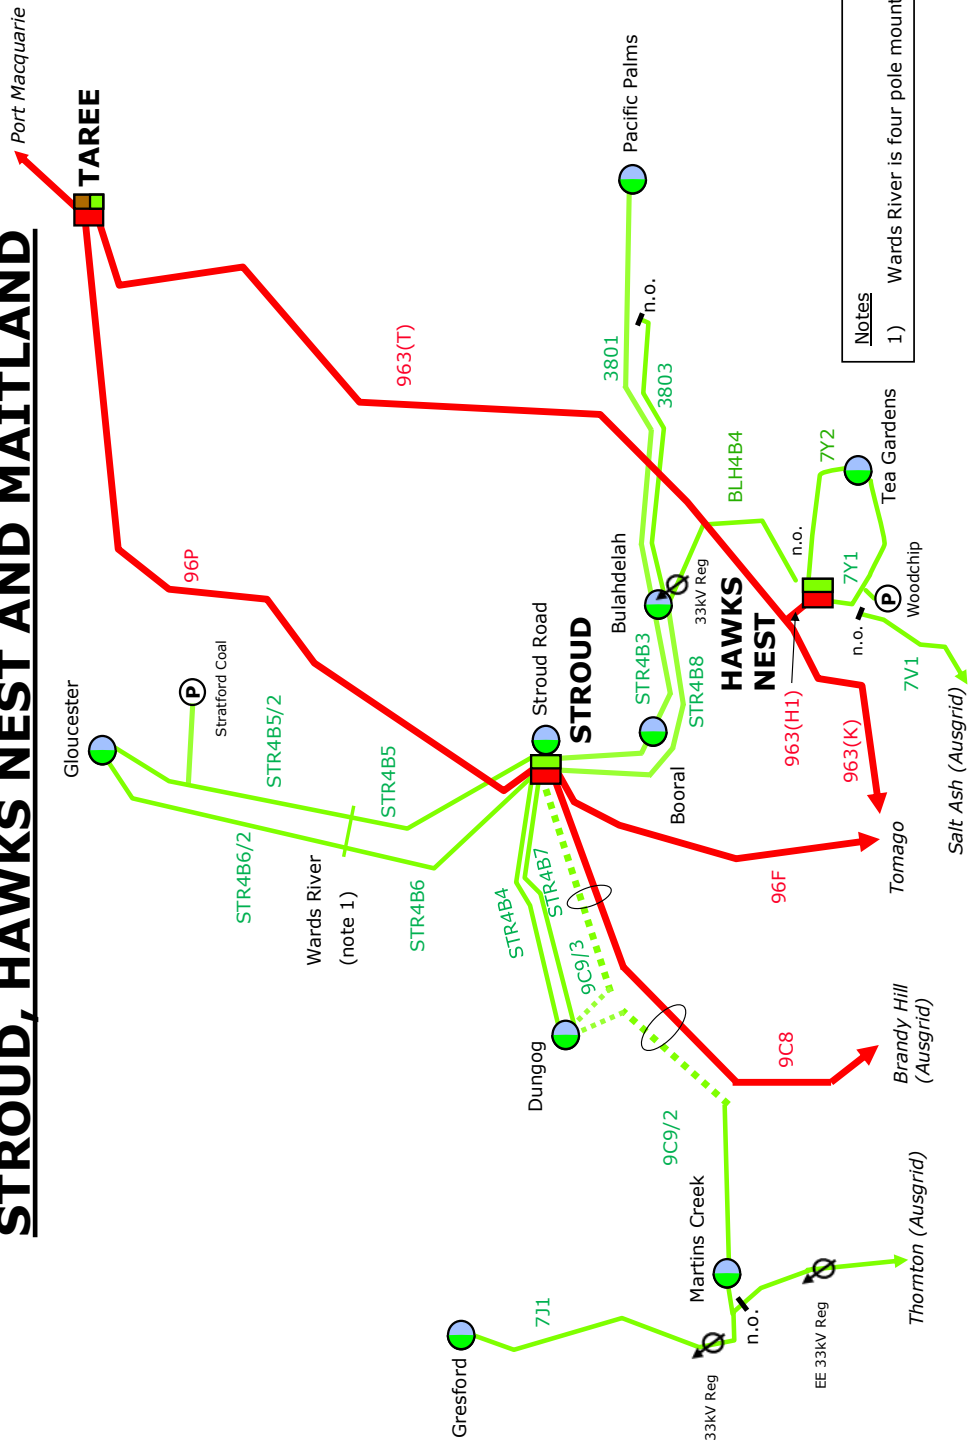 STROUD, HAWKS NEST AND MAITLAND
Port Macquarie
TAREE
963(T)
96P
Pacific Palms
n.o.
3801
3803
BLH4B4
7Y2
Tea Gardens
n.o.
7Y1
Woodchip
P
n.o.
7V1
Salt Ash (Ausgrid)
Notes
1) Wards River is four pole mount
Bulahdelah
33kV Reg
HAWKS
NEST
963(H1)
963(K)
STR4B3
STR4B8
Booral
Stroud Road
STROUD
Gloucester
P
Stratford Coal
STR4B5/2
STR4B5
STR4B6/2
STR4B6
Wards River
(note 1)
STR4B4
STR4B7
9C9/3
Dungog
96F
Tomago
9C8
Brandy Hill
(Ausgrid)
9C9/2
Martins Creek
n.o.
7J1
Gresford
33kV Reg
EE 33kV Reg
Thornton (Ausgrid)